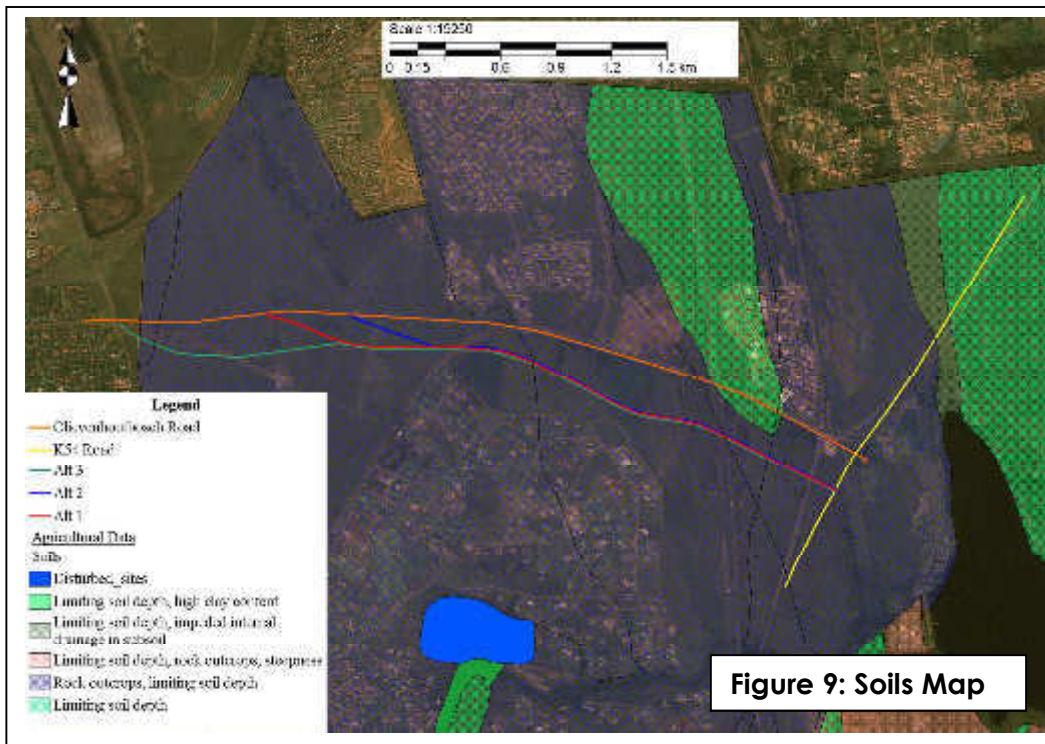 Scale 1:15250
0 0.15 0.6 0.9 1.2 1.5 km
Legend
Road
K54 Road
Alt 3
Alt 2
Alt 1
Agricultural Data
Soils
Disturbed_sites
Limiting soil depth, high clay content
Limiting soil depth, impeded internal
drainage in subsoil
Limiting soil depth, rock outcrops, steepness
Rock outcrops, limiting soil depth
Limiting soil depth
Figure 9: Soils Map